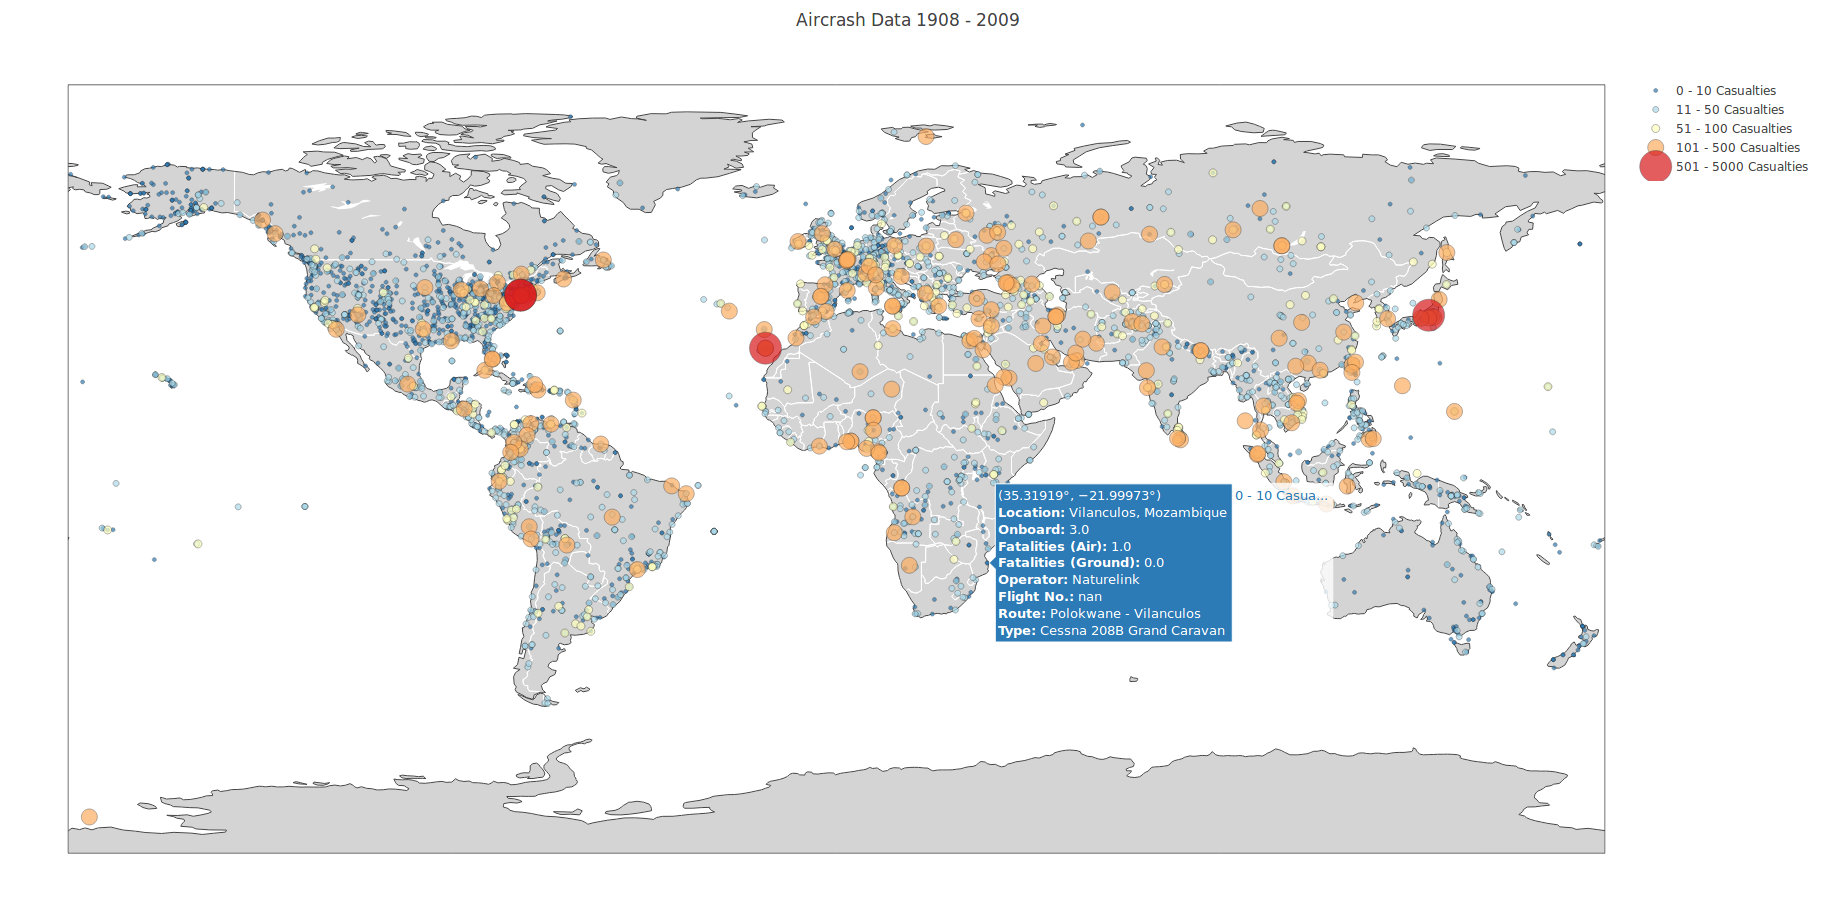 Aircrash Data 1908 - 2009
0 - 10 Casualties
11 - 50 Casualties
51 - 100 Casualties
101 - 500 Casualties
501 - 5000 Casualties
(35.31919°, −21.99973°)
0 - 10 Casua...
Location: Vilanculos, Mozambique
Onboard: 3.0
Fatalities (Air): 1.0
Fatalities (Ground): 0.0
Operator: Naturelink
Flight No.: nan
Route: Polokwane - Vilanculos
Type: Cessna 208B Grand Caravan